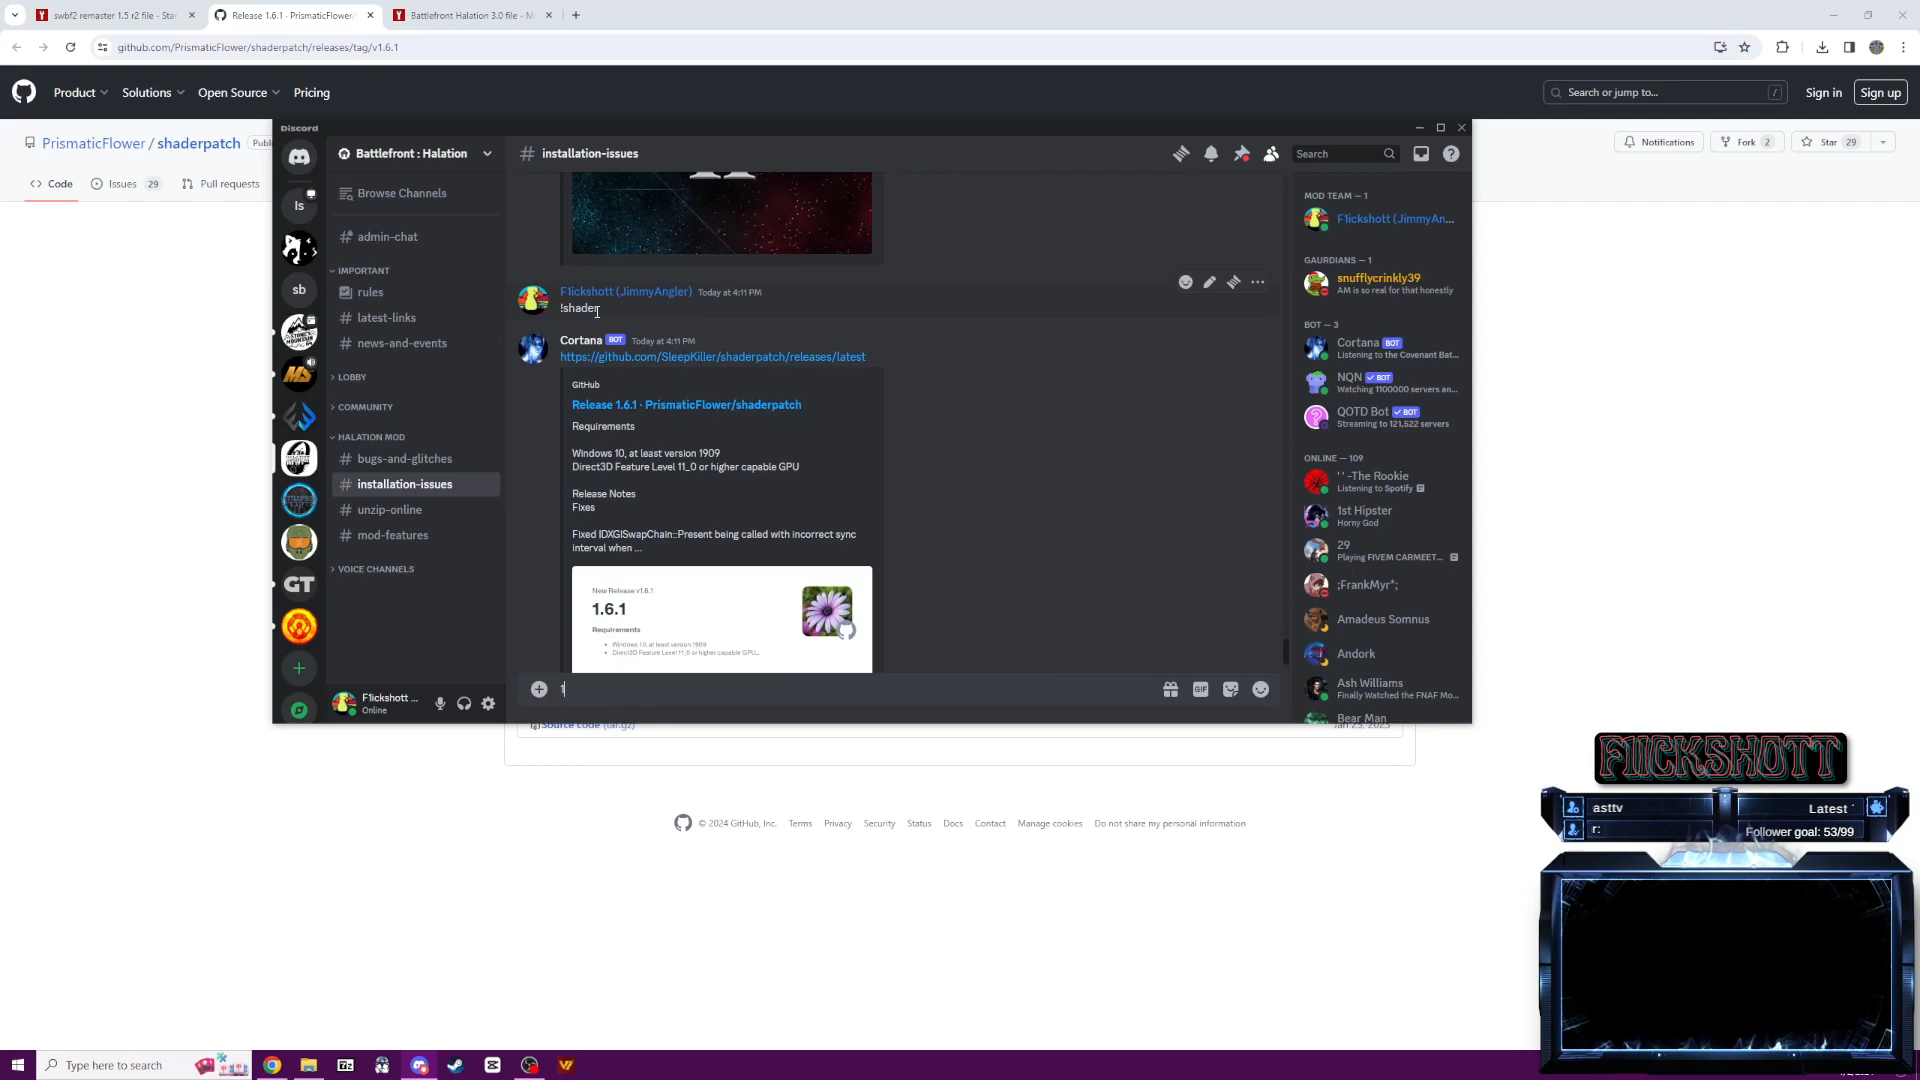 swbf2 remaster 1.5 r2 file - Star
Release 1.6.1 · PrismaticFlower/
Battlefront Halation 3.0 file - M
github.com/PrismaticFlower/shaderpatch/releases/tag/v1.6.1
Product
Solutions
Open Source
Pricing
Search or jump to...
/
Sign in
Sign up
PrismaticFlower / shaderpatch
Publ
Notifications
Fork 2
Star 29
Code
Issues 29
Pull requests
Discord
Battlefront : Halation
Browse Channels
admin-chat
IMPORTANT
rules
latest-links
news-and-events
LOBBY
COMMUNITY
HALATION MOD
bugs-and-glitches
installation-issues
unzip-online
mod-features
VOICE CHANNELS
ls
sb
MS
GT
F1ickshott ...
Online
# installation-issues
Search
F1ickshott (JimmyAngler) Today at 4:11 PM
!shader
Cortana BOT Today at 4:11 PM
https://github.com/SleepKiller/shaderpatch/releases/latest
GitHub
Release 1.6.1 · PrismaticFlower/shaderpatch
Requirements
Windows 10, at least version 1909
Direct3D Feature Level 11_0 or higher capable GPU
Release Notes
Fixes
Fixed IDXGISwapChain::Present being called with incorrect sync
interval when ...
New Release v1.6.1
1.6.1
Requirements
Windows 10, at least version 1909
Direct3D Feature Level 11_0 or higher capable GPU...
GIF
MOD TEAM — 1
F1ickshott (JimmyAn...
GAURDIANS — 1
snufflycrinkly39
AM is so real for that honestly
BOT — 3
Cortana BOT
Listening to the Covenant Bat...
NQN BOT
Watching 1100000 servers an...
QOTD Bot BOT
Streaming to 121,522 servers
ONLINE — 109
' ' -The Rookie
Listening to Spotify
1st Hipster
Horny God
29
Playing FIVEM CARMEET...
;FrankMyr*;
Amadeus Somnus
Andork
Ash Williams
Finally Watched the FNAF Mo...
Bear Man
Source code (tar.gz)
Jan 23, 2023
© 2024 GitHub, Inc.
Terms
Privacy
Security
Status
Docs
Contact
Manage cookies
Do not share my personal information
F1ICKSHOTT
asttv
Latest
r:
Follower goal: 53/99
Type here to search
7z